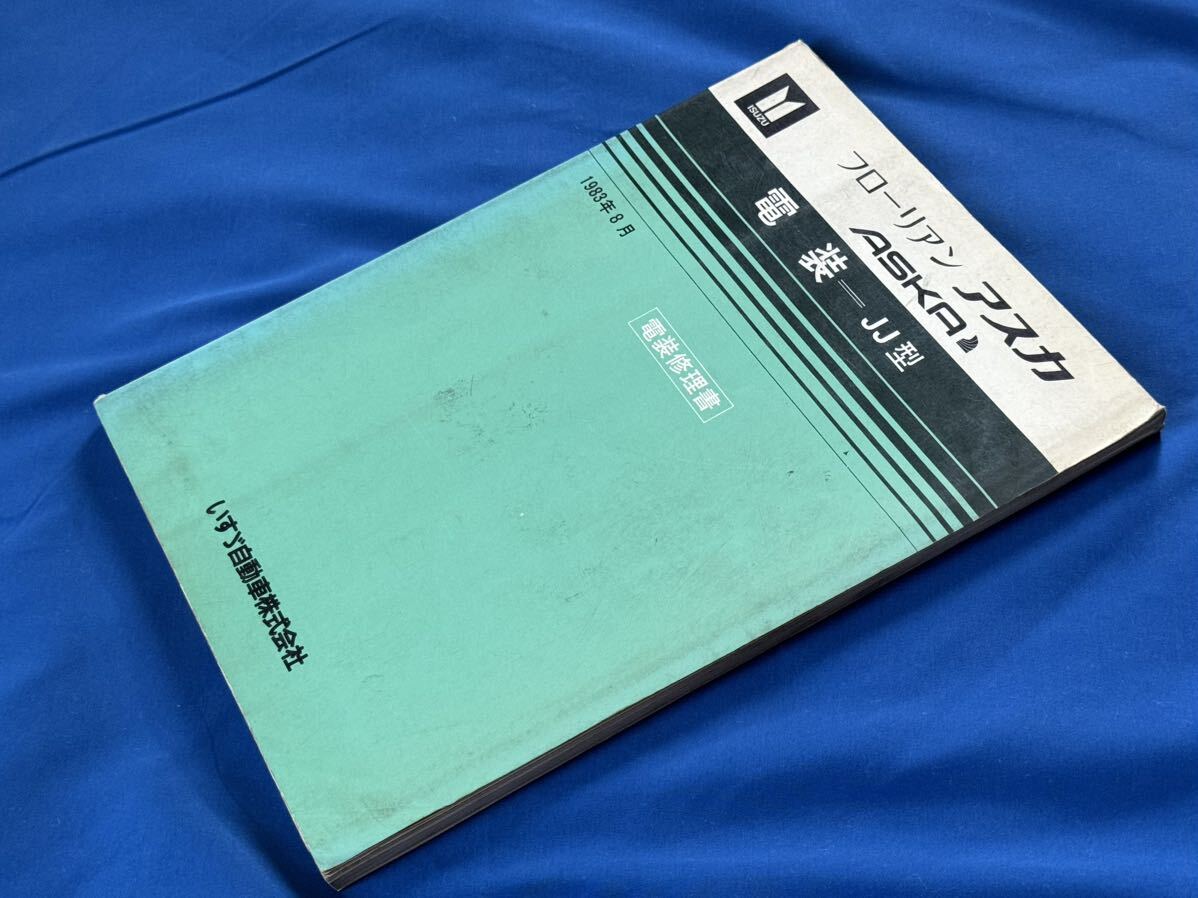 ISUZU
フローリアン アスカ
ASKA
電装=JJ型
1983年8月
電装修理書
いすゞ自動車株式会社